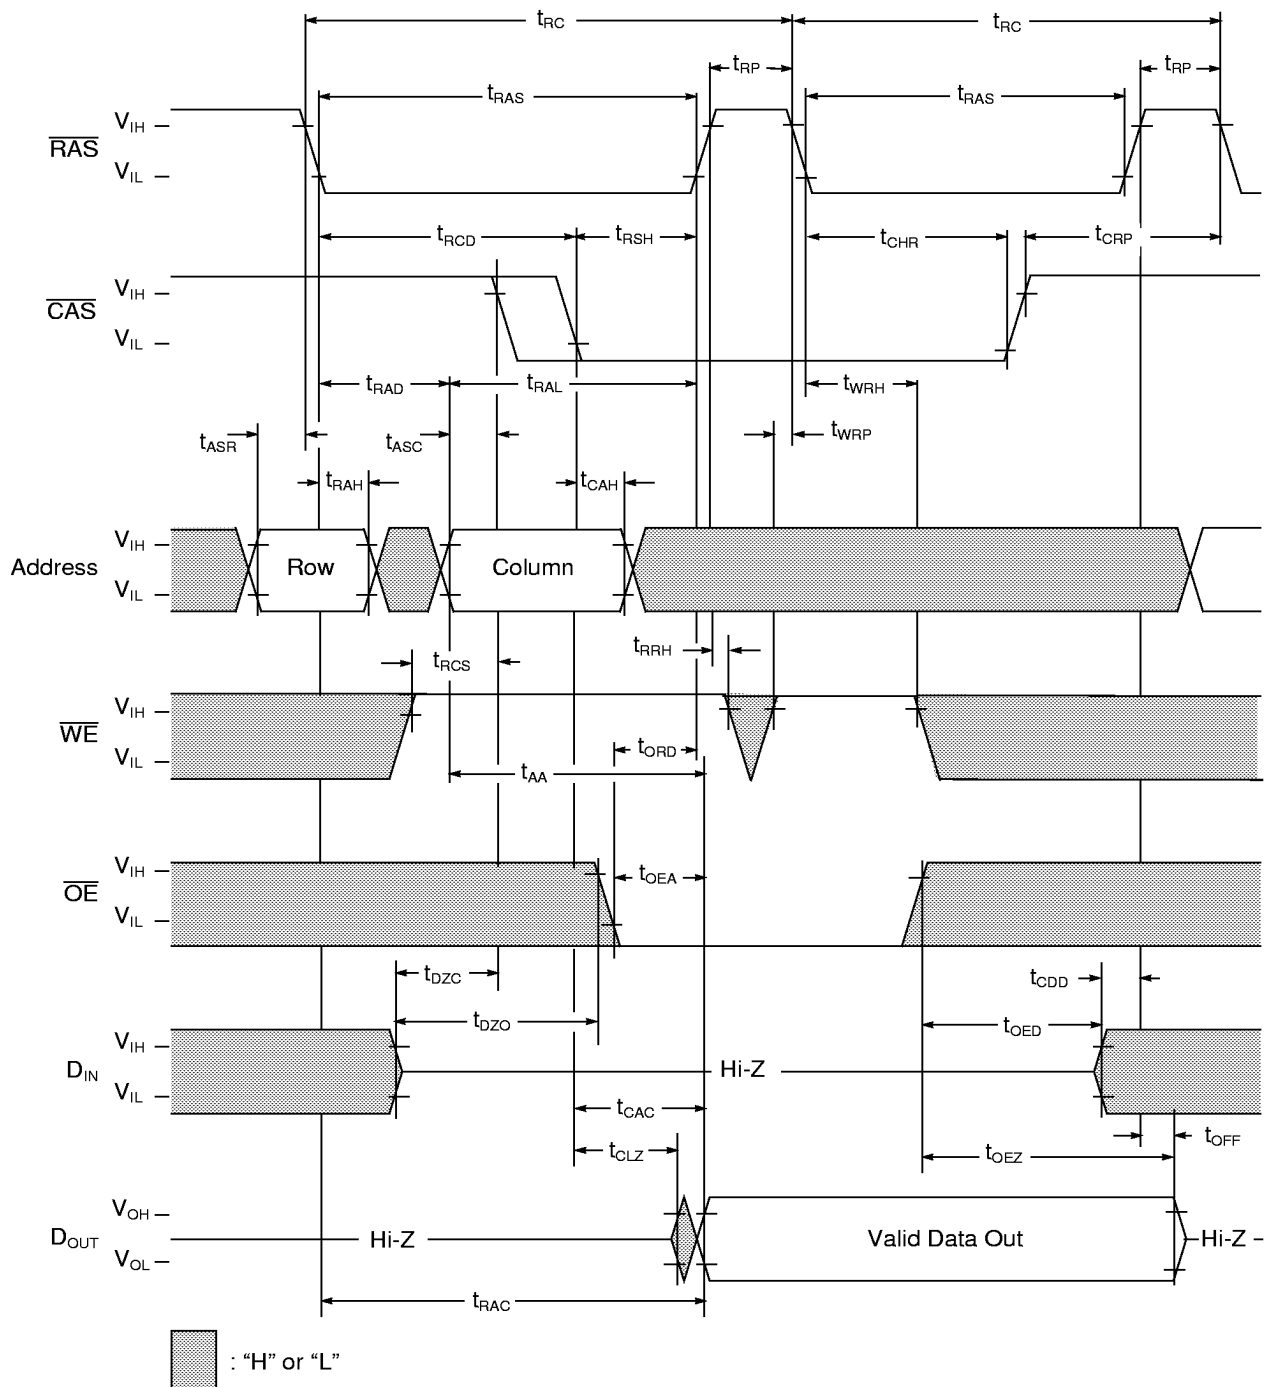 tRC tRC
tRP tRP
tRAS tRAS
RAS VIH
VIL
tRCD tRSH tCHR tCRP
CAS VIH
VIL
tRAD tRAL tWRH
tASR tASC tWRP
tRAH tCAH
Address VIH
VIL
Row Column
tRRH
tRCS
WE VIH
VIL
tORD
tAA
OE VIH
VIL
tOEA
tDZC tCDD
tDZO tOED
DIN VIH
VIL
Hi-Z
tCAC
tCLZ tOEZ tOFF
DOUT VOH
VOL
Hi-Z Valid Data Out Hi-Z
tRAC
: “H” or “L”